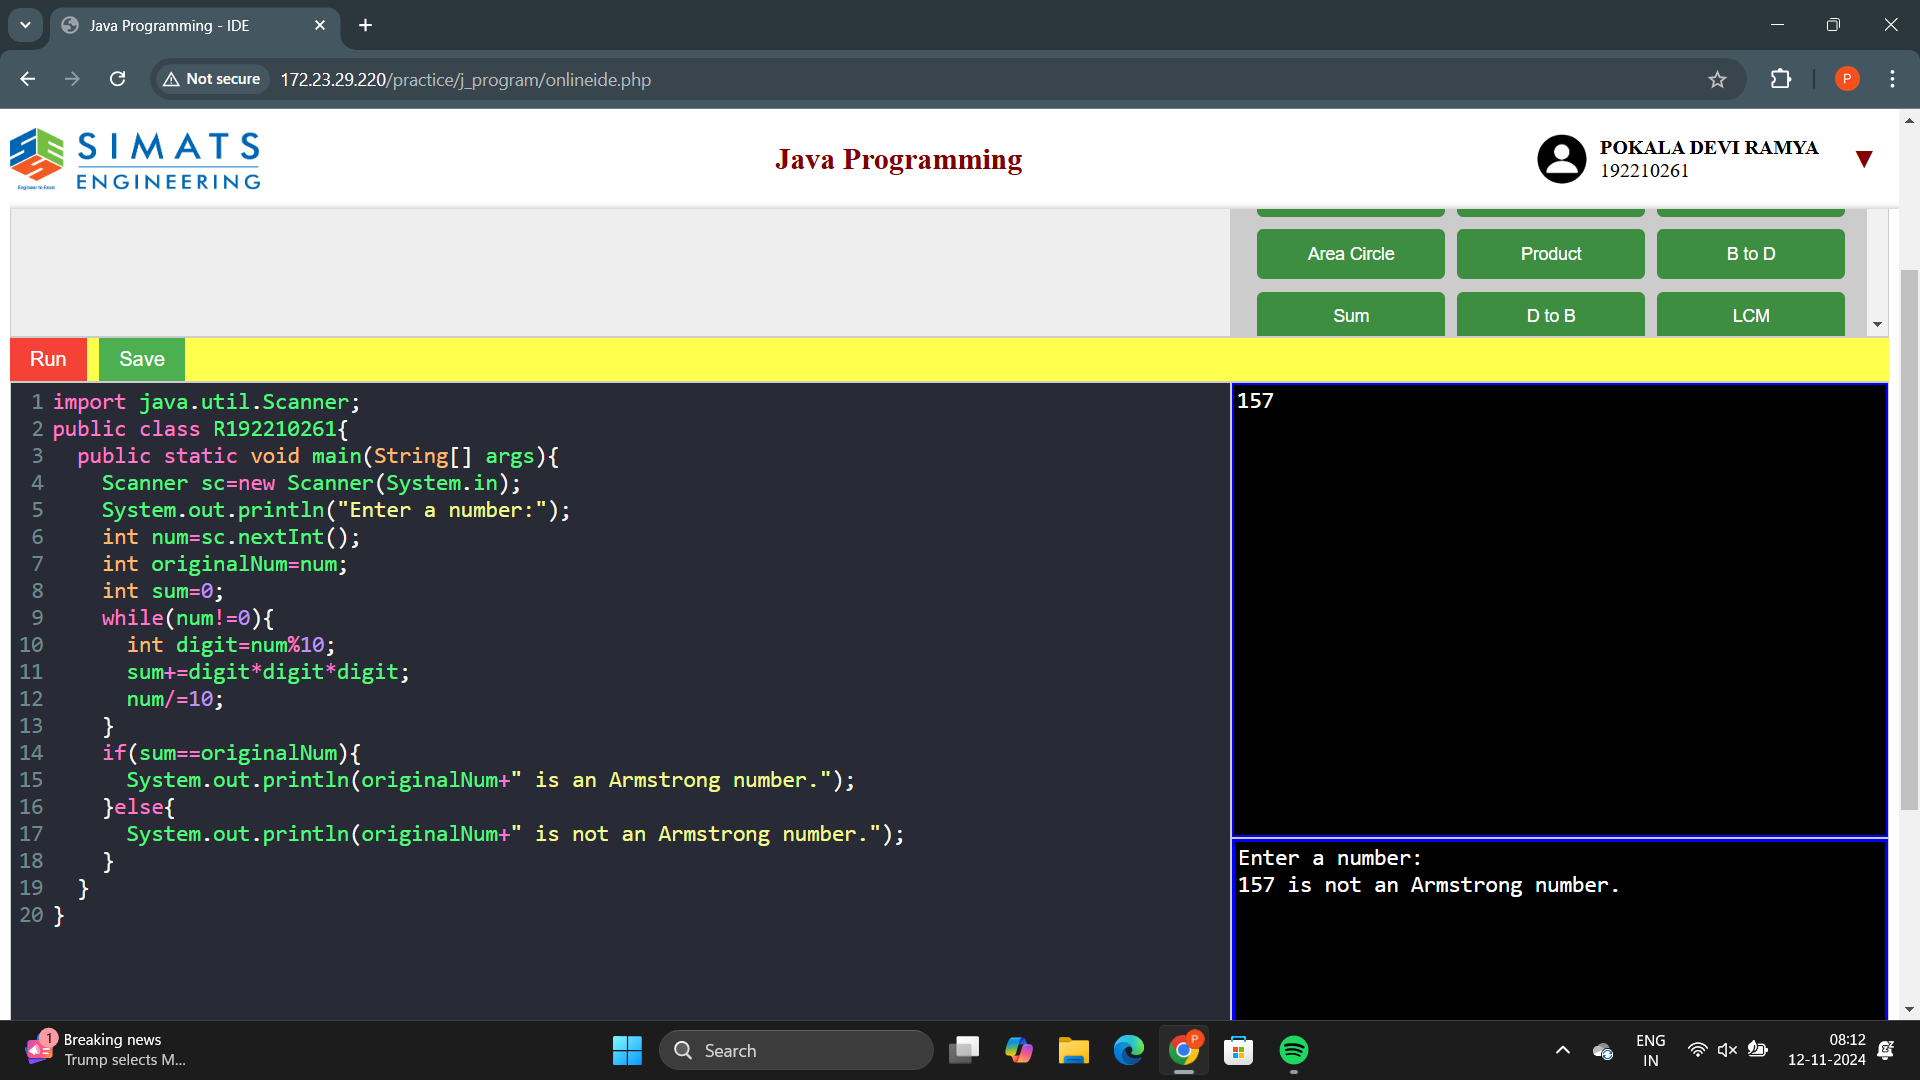 Java Programming - IDE
Not secure
172.23.29.220/practice/j_program/onlineide.php
P
SIMATS
ENGINEERING
Engineer to Excel
Java Programming
POKALA DEVI RAMYA
192210261
Area Circle
Product
B to D
Sum
D to B
LCM
Run
Save
1 import java.util.Scanner;
2 public class R192210261{
3   public static void main(String[] args){
4     Scanner sc=new Scanner(System.in);
5     System.out.println("Enter a number:");
6     int num=sc.nextInt();
7     int originalNum=num;
8     int sum=0;
9     while(num!=0){
10       int digit=num%10;
11       sum+=digit*digit*digit;
12       num/=10;
13     }
14     if(sum==originalNum){
15       System.out.println(originalNum+" is an Armstrong number.");
16     }else{
17       System.out.println(originalNum+" is not an Armstrong number.");
18     }
19   }
20 }
157
Enter a number:
157 is not an Armstrong number.
1
Breaking news
Trump selects M...
Search
P
ENG
IN
08:12
12-11-2024